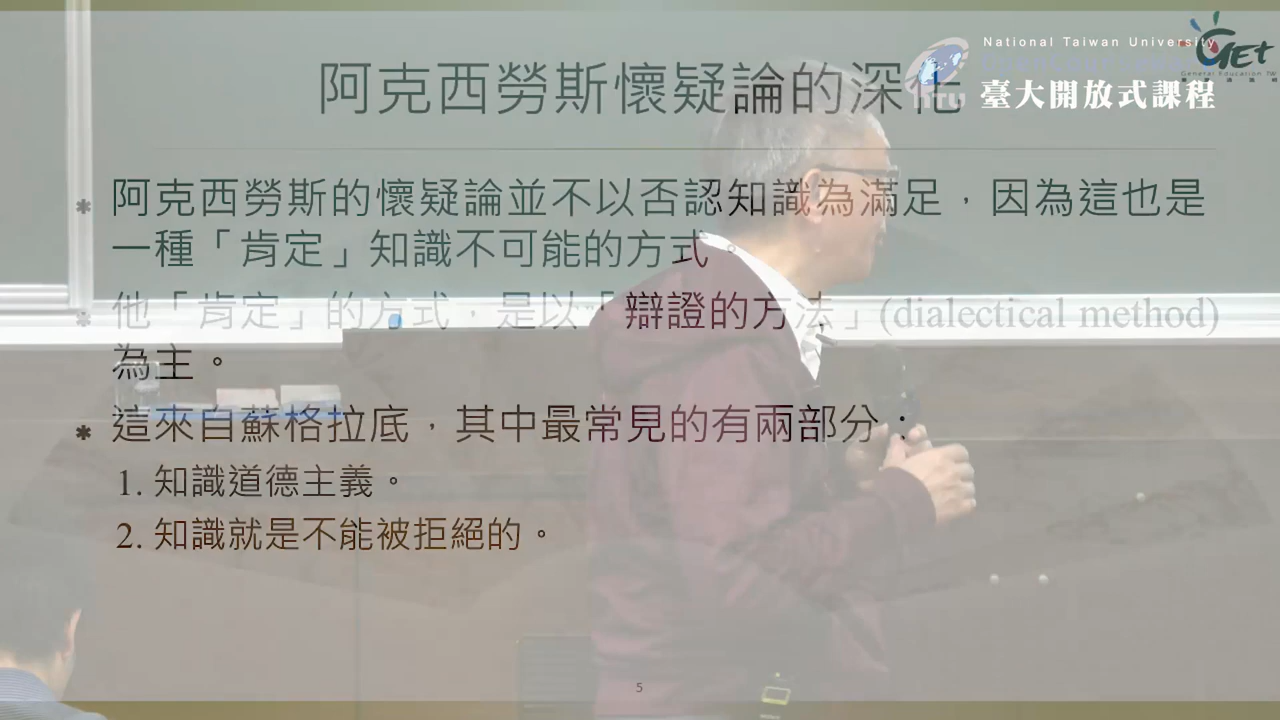 National Taiwan University
GEt
General Education TW
阿克西勞斯懷疑論的深化
ntu
臺大開放式課程
* 阿克西勞斯的懷疑論並不以否認知識為滿足，因為這也是
一種「肯定」知識不可能的方式。
* 他「肯定」的方式，是以「辯證的方法」(dialectical method)
為主。
* 這來自蘇格拉底，其中最常見的有兩部分：
1. 知識道德主義。
2. 知識就是不能被拒絕的。
5